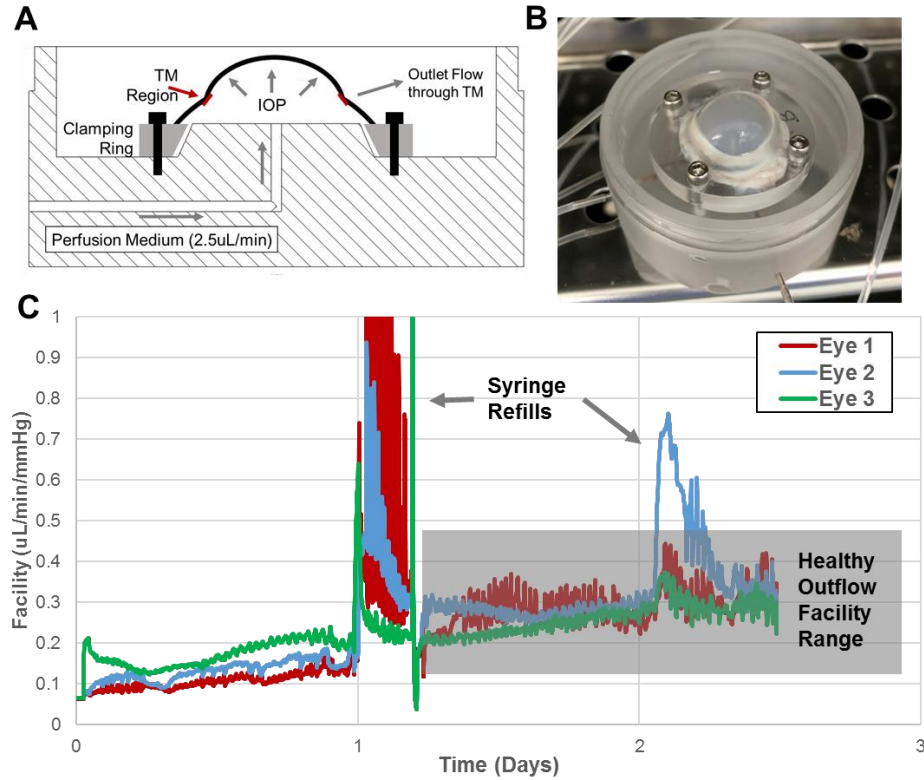 A
TM
Region
IOP
Outlet Flow
through TM
Clamping
Ring
Perfusion Medium (2.5uL/min)
B
C
Facility (uL/min/mmHg)
1
0.9
0.8
0.7
0.6
0.5
0.4
0.3
0.2
0.1
0
Syringe
Refills
Eye 1
Eye 2
Eye 3
Healthy
Outflow
Facility
Range
0
1
2
3
Time (Days)